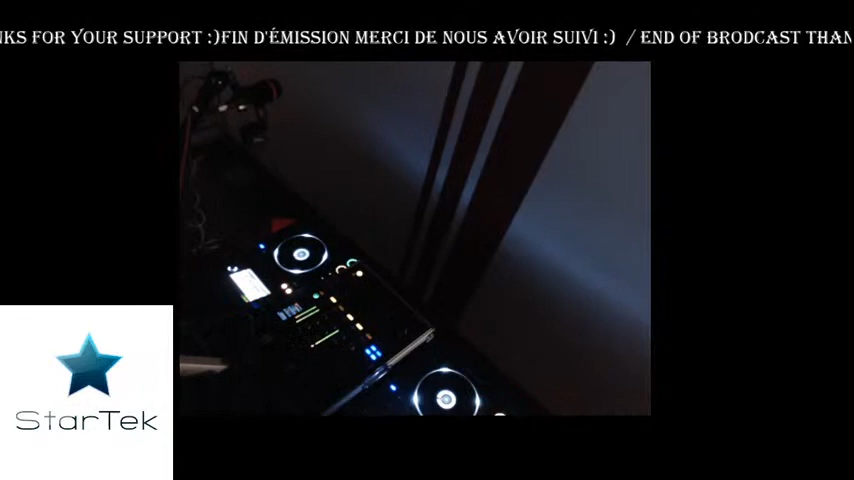 NKS FOR YOUR SUPPORT :)FIN D'ÉMISSION MERCI DE NOUS AVOIR SUIVI :)  / END OF BRODCAST THAN
StarTek